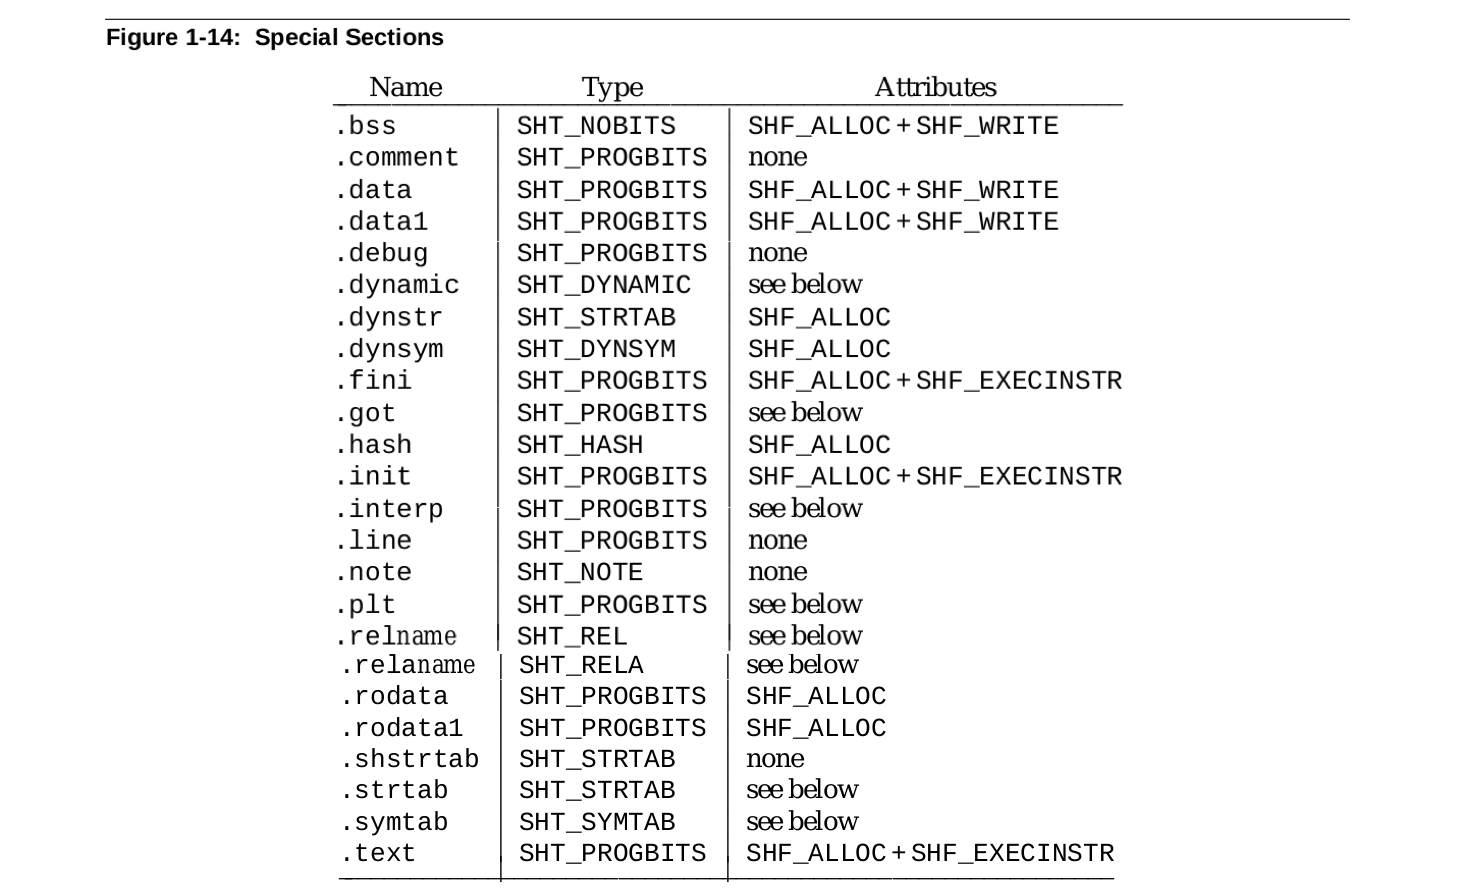 Figure 1-14: Special Sections
Name Type Attributes
.bss SHT_NOBITS SHF_ALLOC + SHF_WRITE
.comment SHT_PROGBITS none
.data SHT_PROGBITS SHF_ALLOC + SHF_WRITE
.data1 SHT_PROGBITS SHF_ALLOC + SHF_WRITE
.debug SHT_PROGBITS none
.dynamic SHT_DYNAMIC see below
.dynstr SHT_STRTAB SHF_ALLOC
.dynsym SHT_DYNSYM SHF_ALLOC
.fini SHT_PROGBITS SHF_ALLOC + SHF_EXECINSTR
.got SHT_PROGBITS see below
.hash SHT_HASH SHF_ALLOC
.init SHT_PROGBITS SHF_ALLOC + SHF_EXECINSTR
.interp SHT_PROGBITS see below
.line SHT_PROGBITS none
.note SHT_NOTE none
.plt SHT_PROGBITS see below
.relname SHT_REL see below
.relaname SHT_RELA see below
.rodata SHT_PROGBITS SHF_ALLOC
.rodata1 SHT_PROGBITS SHF_ALLOC
.shstrtab SHT_STRTAB none
.strtab SHT_STRTAB see below
.symtab SHT_SYMTAB see below
.text SHT_PROGBITS SHF_ALLOC + SHF_EXECINSTR